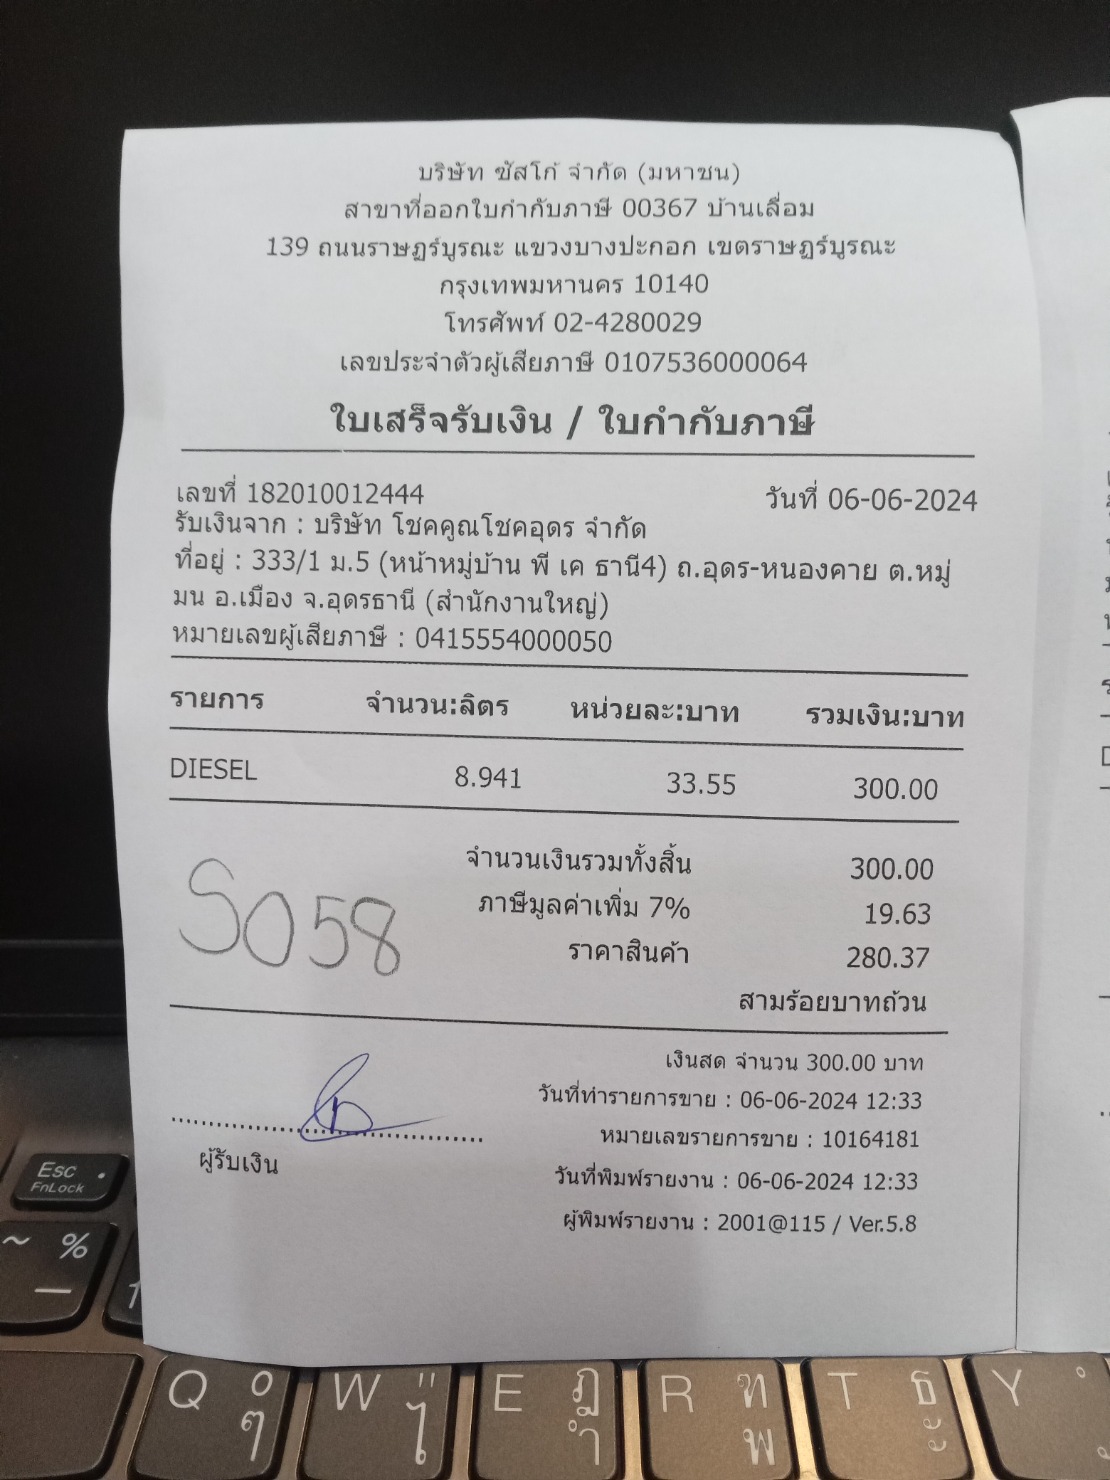 บริษัท ซัสโก้ จำกัด (มหาชน)
สาขาที่ออกใบกำกับภาษี 00367 บ้านเลื่อม
139 ถนนราษฎร์บูรณะ แขวงบางปะกอก เขตราษฎร์บูรณะ
กรุงเทพมหานคร 10140
โทรศัพท์ 02-4280029
เลขประจำตัวผู้เสียภาษี 0107536000064
ใบเสร็จรับเงิน / ใบกำกับภาษี
เลขที่ 182010012444 วันที่ 06-06-2024
รับเงินจาก : บริษัท โชคคูณโชคอุดร จำกัด
ที่อยู่ : 333/1 ม.5 (หน้าหมู่บ้าน พี เค ธานี4) ถ.อุดร-หนองคาย ต.หมู่
มน อ.เมือง จ.อุดรธานี (สำนักงานใหญ่)
หมายเลขผู้เสียภาษี : 0415554000050
รายการ จำนวน:ลิตร หน่วยละ:บาท รวมเงิน:บาท
DIESEL 8.941 33.55 300.00
จำนวนเงินรวมทั้งสิ้น 300.00
ภาษีมูลค่าเพิ่ม 7% 19.63
ราคาสินค้า 280.37
S058
สามร้อยบาทถ้วน
เงินสด จำนวน 300.00 บาท
วันที่ทำรายการขาย : 06-06-2024 12:33
หมายเลขรายการขาย : 10164181
ผู้รับเงิน
วันที่พิมพ์รายงาน : 06-06-2024 12:33
ผู้พิมพ์รายงาน : 2001@115 / Ver.5.8
Esc
FnLock
~ %
Q ๐ W " E ฎ R ฑ T ธ Y
ๆ ไ ำ พ ะ